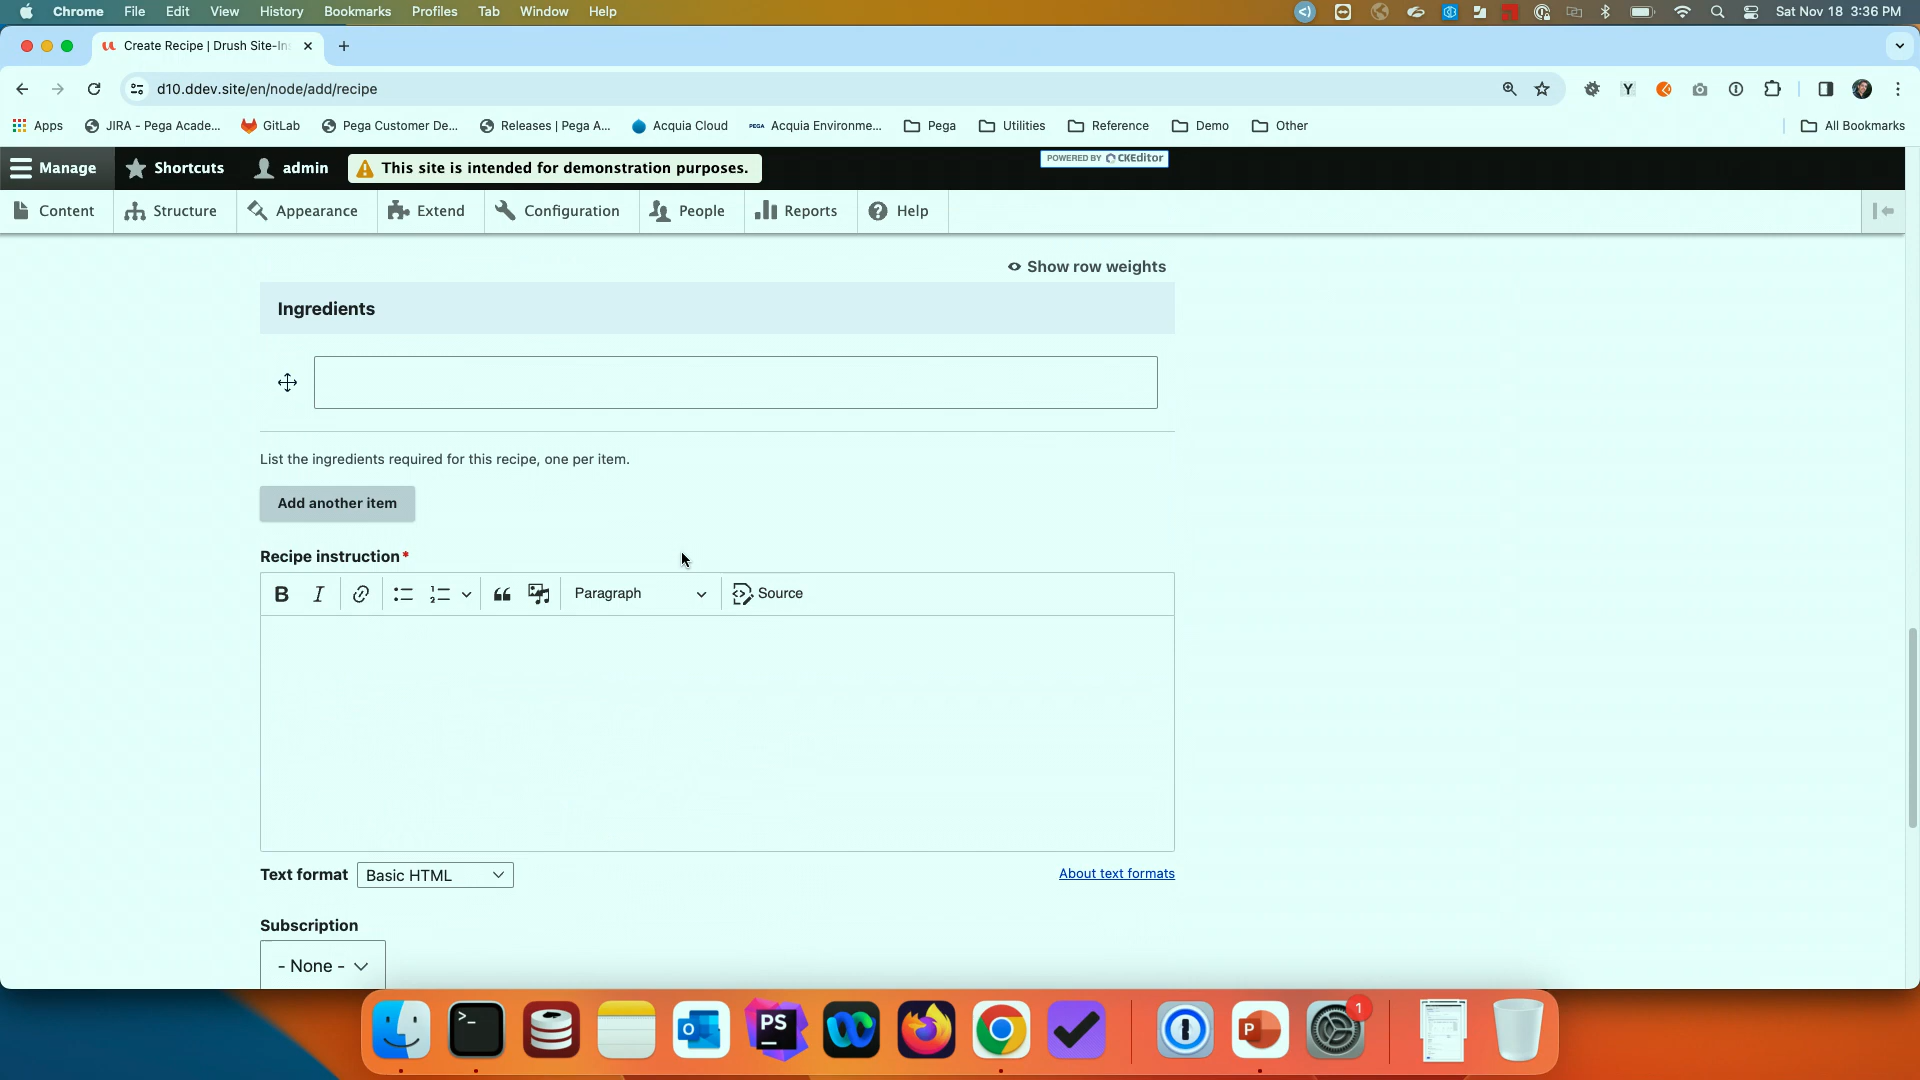 Chrome File Edit View History Bookmarks Profiles Tab Window Help Sat Nov 18 3:36 PM
Create Recipe | Drush Site-In
d10.ddev.site/en/node/add/recipe
Apps JIRA - Pega Acade... GitLab Pega Customer De... Releases | Pega A... Acquia Cloud PEGA Acquia Environme... Pega Utilities Reference Demo Other All Bookmarks
Manage Shortcuts admin This site is intended for demonstration purposes. POWERED BY CKEditor
Content Structure Appearance Extend Configuration People Reports Help
Show row weights
Ingredients
List the ingredients required for this recipe, one per item.
Add another item
Recipe instruction*
B I Paragraph Source
Text format Basic HTML About text formats
Subscription
- None -
>_ PS P 1